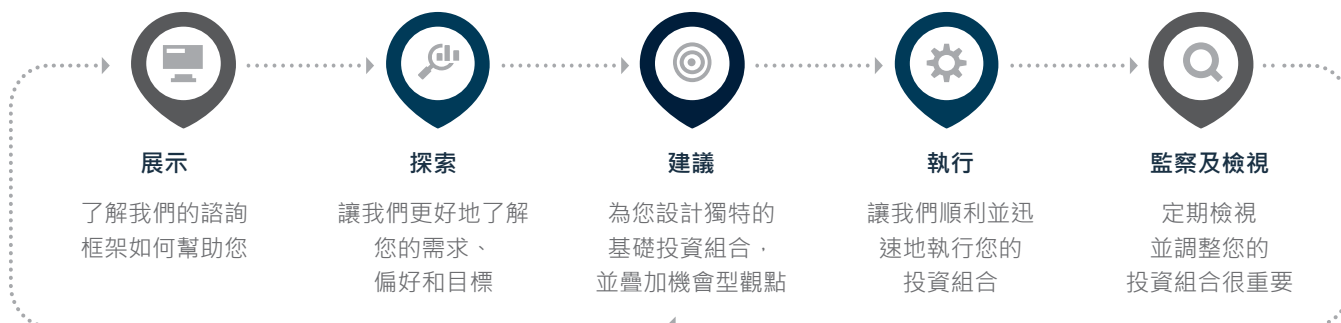 展示
了解我們的諮詢
框架如何幫助您
探索
讓我們更好地了解
您的需求、
偏好和目標
建議
為您設計獨特的
基礎投資組合，
並疊加機會型觀點
執行
讓我們順利並迅
速地執行您的
投資組合
監察及檢視
定期檢視
並調整您的
投資組合很重要